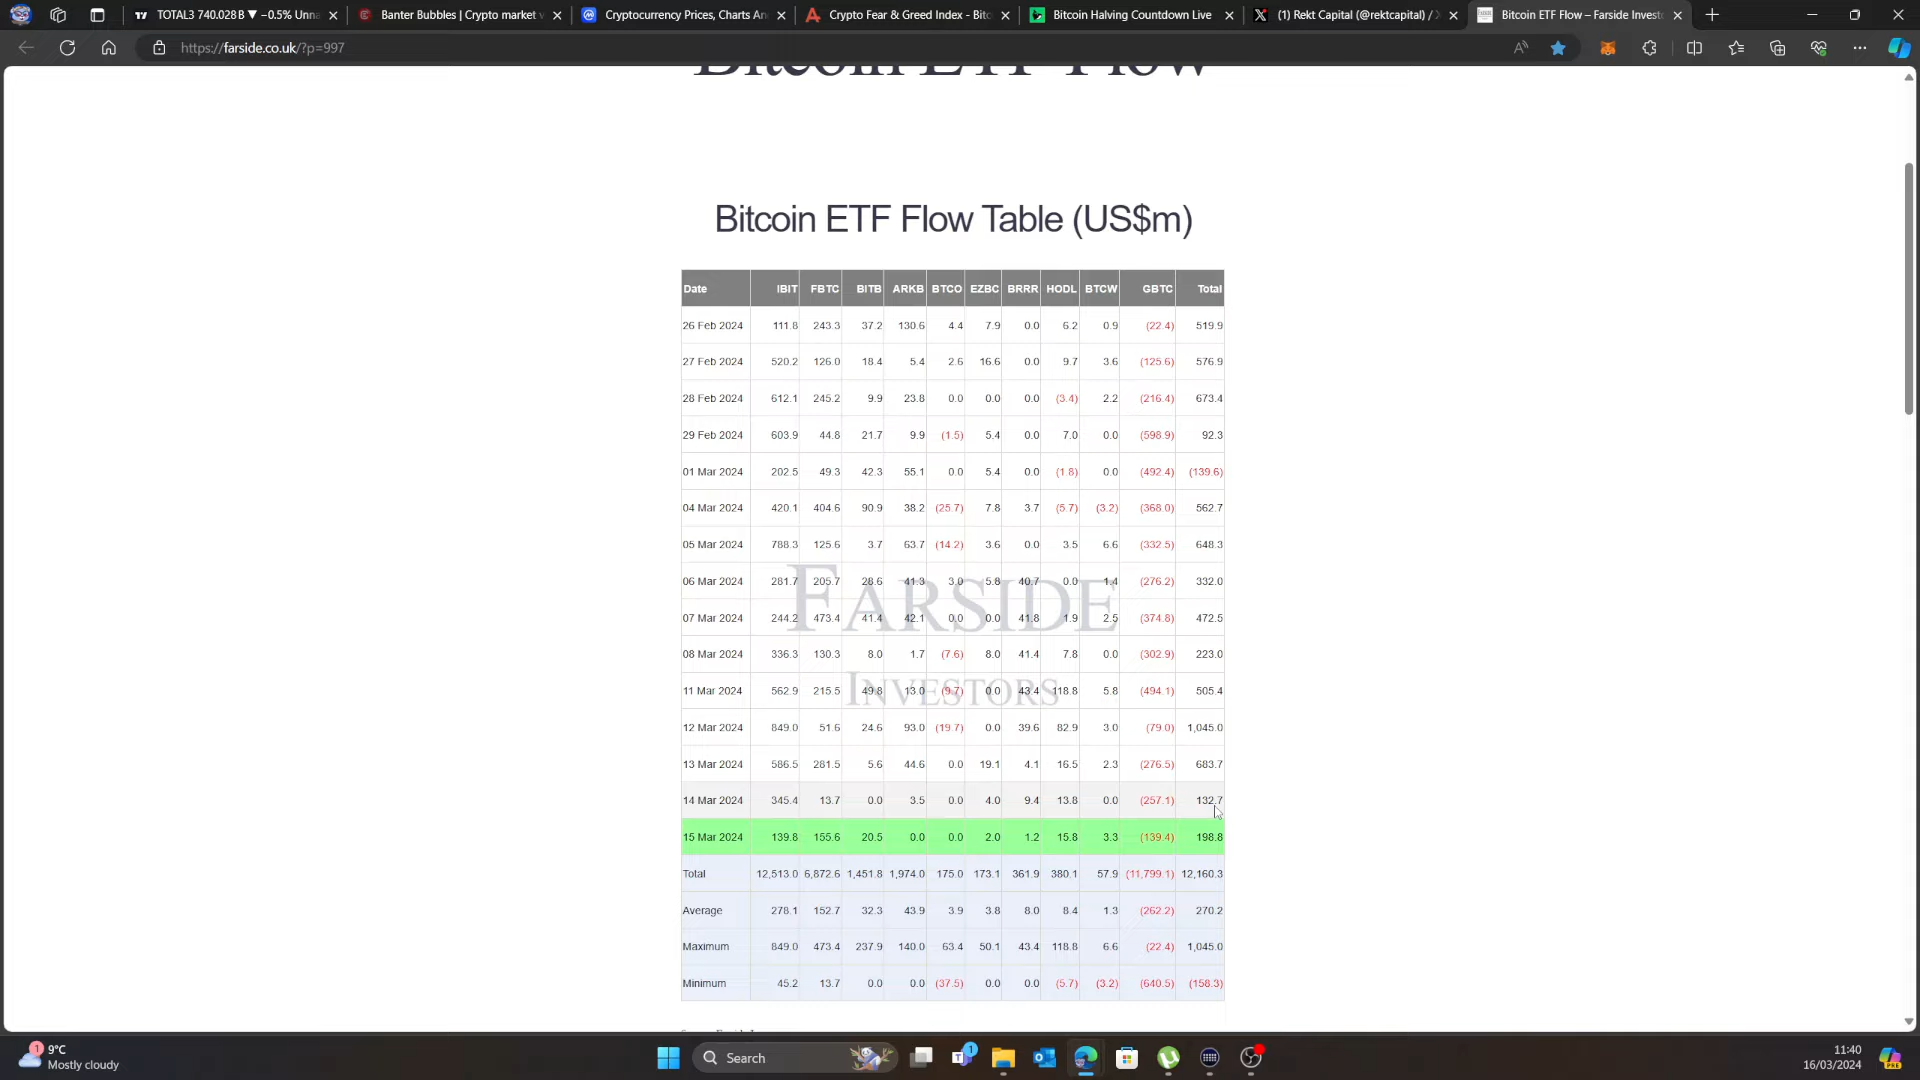 TOTAL3 740.028 B ▼ −0.5% Unna
Banter Bubbles | Crypto market v
Cryptocurrency Prices, Charts An
Crypto Fear & Greed Index - Bitc
Bitcoin Halving Countdown Live
(1) Rekt Capital (@rektcapital) / X
Bitcoin ETF Flow – Farside Invest
https://farside.co.uk/?p=997
Bitcoin ETF Flow
Bitcoin ETF Flow Table (US$m)
Date IBIT FBTC BITB ARKB BTCO EZBC BRRR HODL BTCW GBTC Total
26 Feb 2024 111.8 243.3 37.2 130.6 4.4 7.9 0.0 6.2 0.9 (22.4) 519.9
27 Feb 2024 520.2 126.0 18.4 5.4 2.6 16.6 0.0 9.7 3.6 (125.6) 576.9
28 Feb 2024 612.1 245.2 9.9 23.8 0.0 0.0 0.0 (3.4) 2.2 (216.4) 673.4
29 Feb 2024 603.9 44.8 21.7 9.9 (1.5) 5.4 0.0 7.0 0.0 (598.9) 92.3
01 Mar 2024 202.5 49.3 42.3 55.1 0.0 5.4 0.0 (1.8) 0.0 (492.4) (139.6)
04 Mar 2024 420.1 404.6 90.9 38.2 (25.7) 7.8 3.7 (5.7) (3.2) (368.0) 562.7
05 Mar 2024 788.3 125.6 3.7 63.7 (14.2) 3.6 0.0 3.5 6.6 (332.5) 648.3
06 Mar 2024 281.7 205.7 28.6 41.3 3.0 5.8 40.7 0.0 1.4 (276.2) 332.0
FARSIDE
07 Mar 2024 244.2 473.4 41.4 42.1 0.0 0.0 41.8 1.9 2.5 (374.8) 472.5
08 Mar 2024 336.3 130.3 8.0 1.7 (7.6) 8.0 41.4 7.8 0.0 (302.9) 223.0
INVESTORS
11 Mar 2024 562.9 215.5 49.8 13.0 (9.7) 0.0 43.4 118.8 5.8 (494.1) 505.4
12 Mar 2024 849.0 51.6 24.6 93.0 (19.7) 0.0 39.6 82.9 3.0 (79.0) 1,045.0
13 Mar 2024 586.5 281.5 5.6 44.6 0.0 19.1 4.1 16.5 2.3 (276.5) 683.7
14 Mar 2024 345.4 13.7 0.0 3.5 0.0 4.0 9.4 13.8 0.0 (257.1) 132.7
15 Mar 2024 139.8 155.6 20.5 0.0 0.0 2.0 1.2 15.8 3.3 (139.4) 198.8
Total 12,513.0 6,872.6 1,451.8 1,974.0 175.0 173.1 361.9 380.1 57.9 (11,799.1) 12,160.3
Average 278.1 152.7 32.3 43.9 3.9 3.8 8.0 8.4 1.3 (262.2) 270.2
Maximum 849.0 473.4 237.9 140.0 63.4 50.1 43.4 118.8 6.6 (22.4) 1,045.0
Minimum 45.2 13.7 0.0 0.0 (37.5) 0.0 0.0 (5.7) (3.2) (640.5) (158.3)
1
9°C
Mostly cloudy
Search
1
11:40
16/03/2024